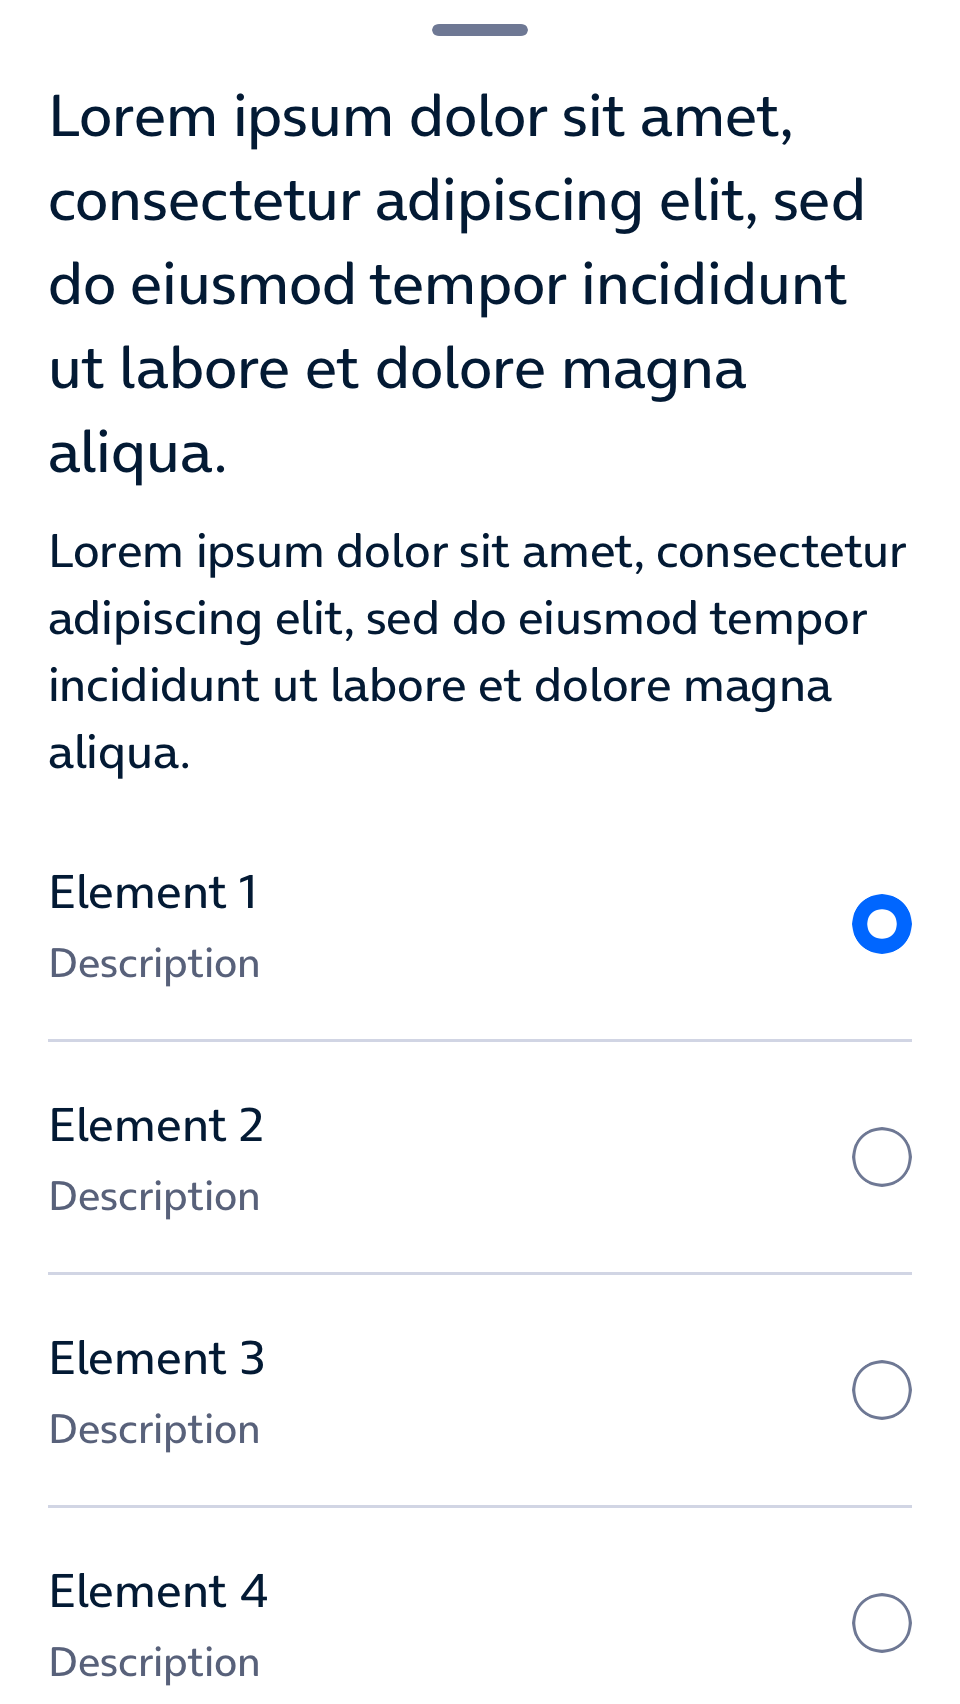 Lorem ipsum dolor sit amet,
consectetur adipiscing elit, sed
do eiusmod tempor incididunt
ut labore et dolore magna
aliqua.
Lorem ipsum dolor sit amet, consectetur
adipiscing elit, sed do eiusmod tempor
incididunt ut labore et dolore magna
aliqua.
Element 1
Description
Element 2
Description
Element 3
Description
Element 4
Description